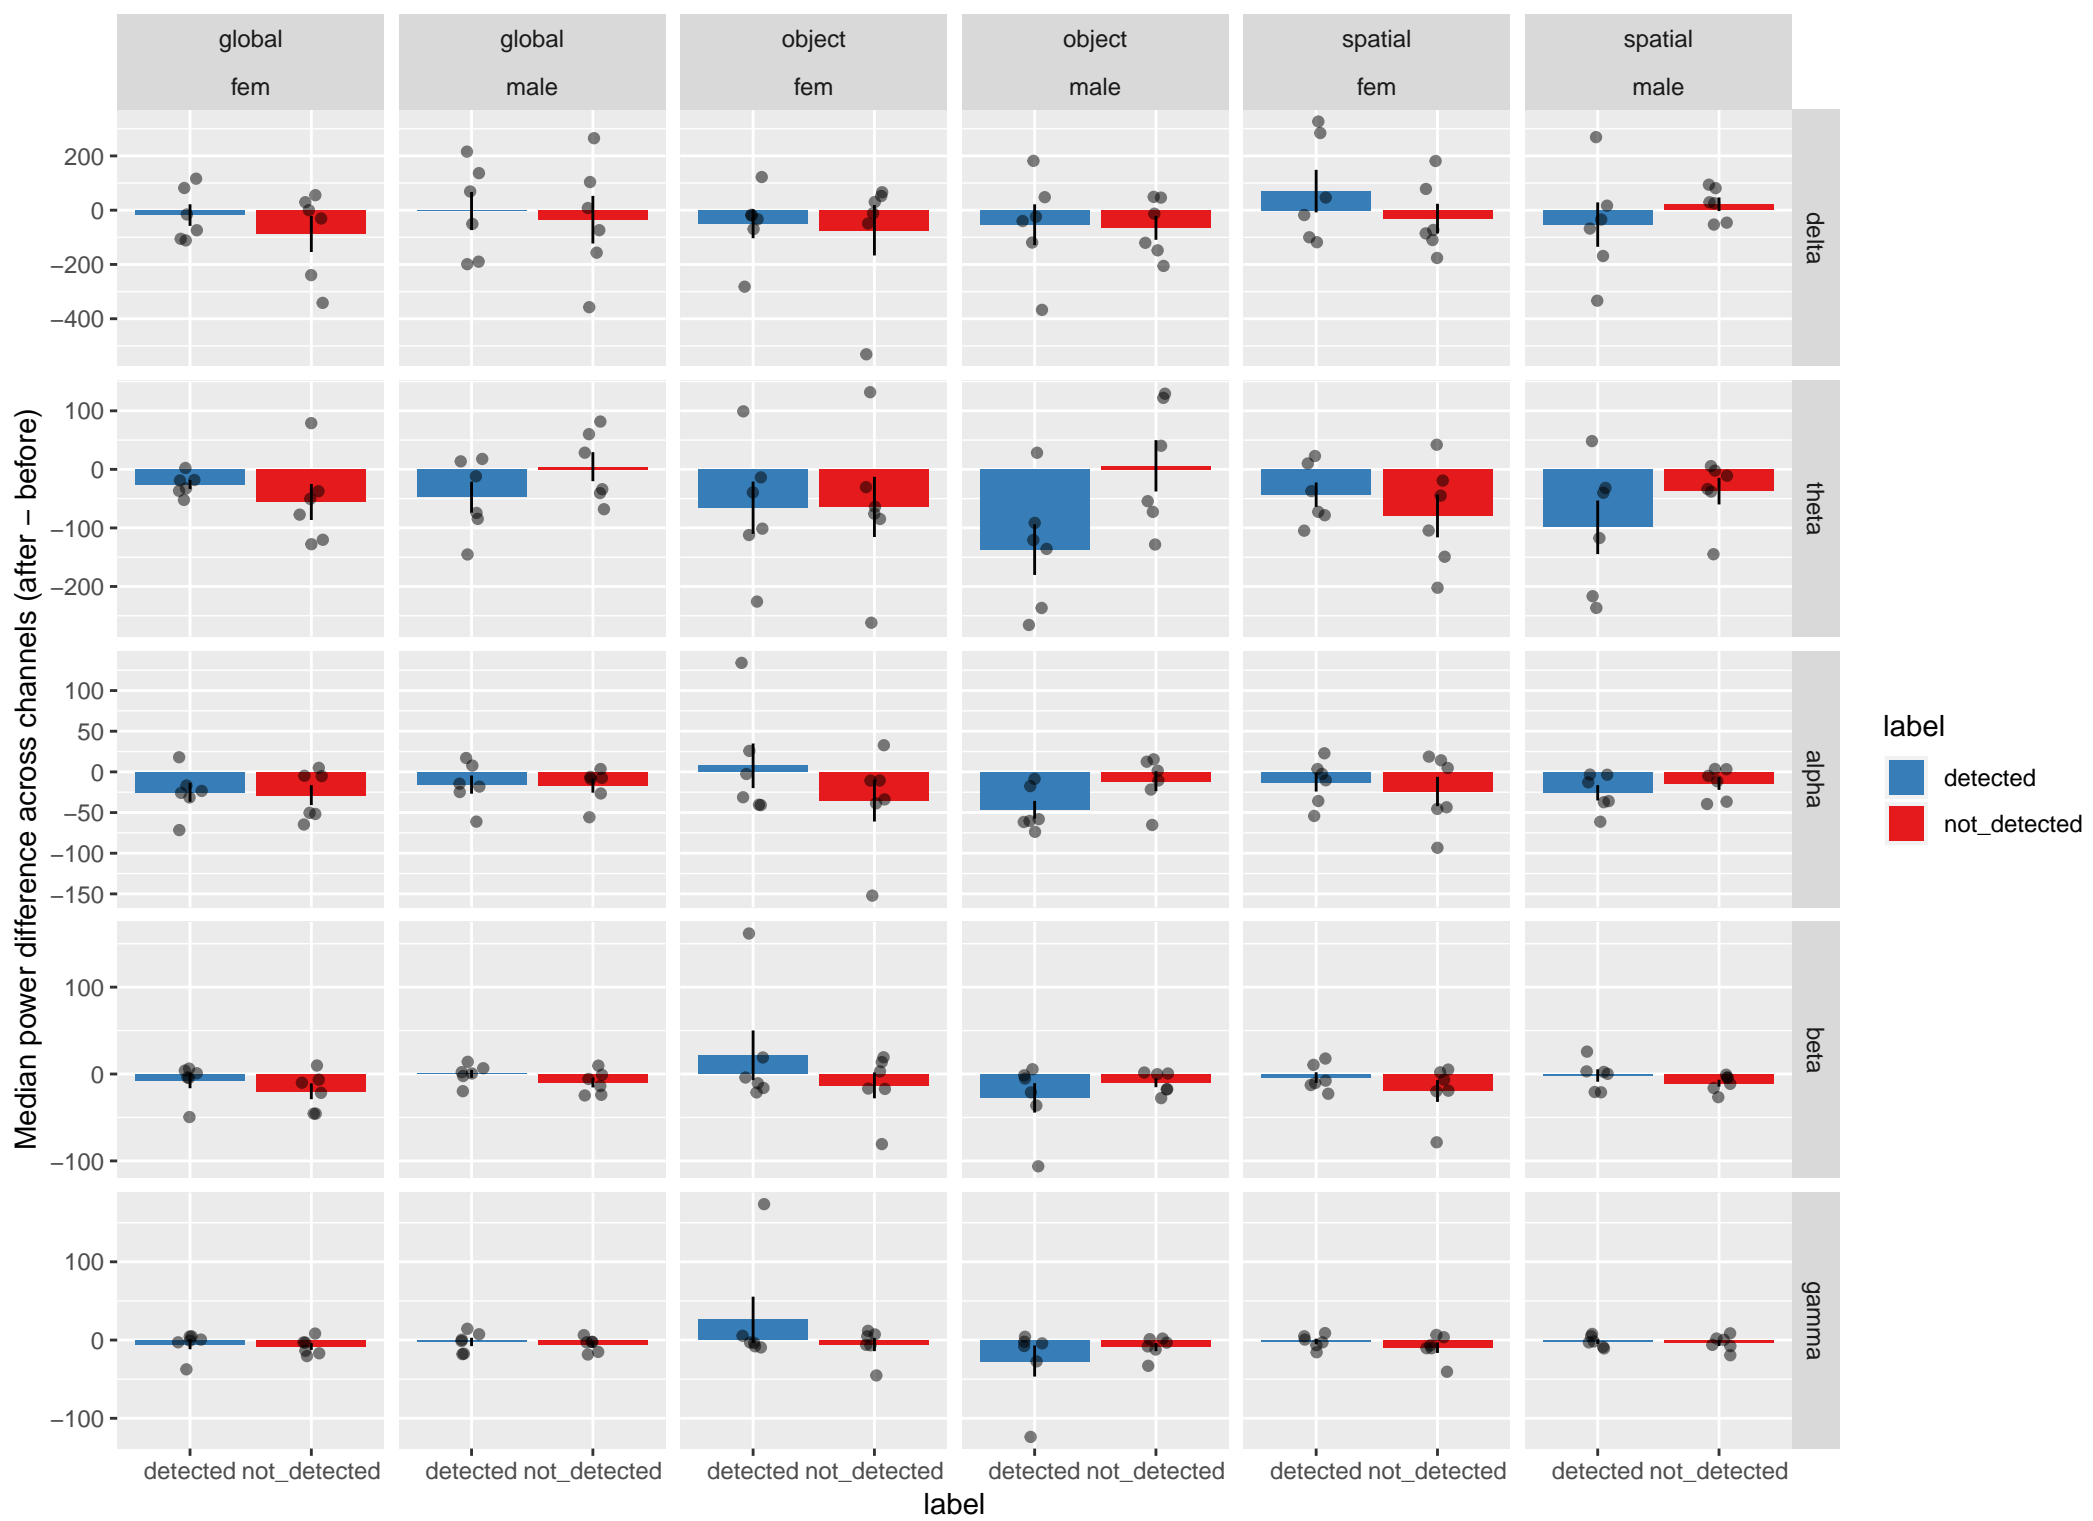 global global object object spatial spatial
fem male fem male fem male
200
0
−200
−400
delta
100
0
−100
−200
theta
100
50
0
−50
−100
−150
alpha
100
0
−100
beta
100
0
−100
gamma
Median power difference across channels (after − before)
detected not_detected detected not_detected detected not_detected detected not_detected detected not_detected detected not_detected
label
label
detected
not_detected